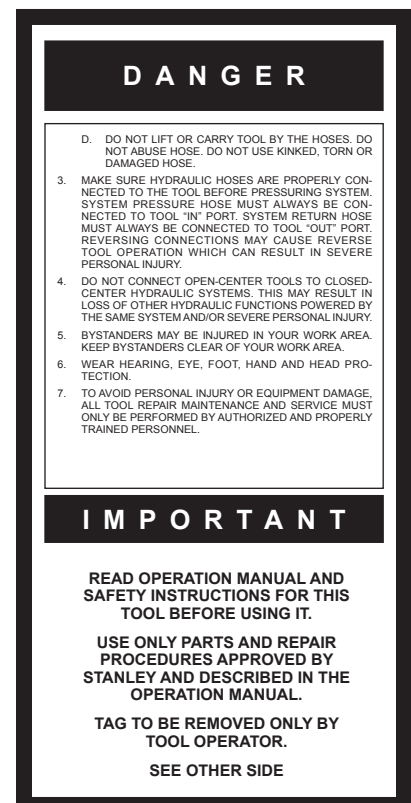 DANGER
D. DO NOT LIFT OR CARRY TOOL BY THE HOSES. DO
NOT ABUSE HOSE. DO NOT USE KINKED, TORN OR
DAMAGED HOSE.
3. MAKE SURE HYDRAULIC HOSES ARE PROPERLY CON-
NECTED TO THE TOOL BEFORE PRESSURING SYSTEM.
SYSTEM PRESSURE HOSE MUST ALWAYS BE CON-
NECTED TO TOOL “IN” PORT. SYSTEM RETURN HOSE
MUST ALWAYS BE CONNECTED TO TOOL “OUT” PORT.
REVERSING CONNECTIONS MAY CAUSE REVERSE
TOOL OPERATION WHICH CAN RESULT IN SEVERE
PERSONAL INJURY.
4. DO NOT CONNECT OPEN-CENTER TOOLS TO CLOSED-
CENTER HYDRAULIC SYSTEMS. THIS MAY RESULT IN
LOSS OF OTHER HYDRAULIC FUNCTIONS POWERED BY
THE SAME SYSTEM AND/OR SEVERE PERSONAL INJURY.
5. BYSTANDERS MAY BE INJURED IN YOUR WORK AREA.
KEEP BYSTANDERS CLEAR OF YOUR WORK AREA.
6. WEAR HEARING, EYE, FOOT, HAND AND HEAD PRO-
TECTION.
7. TO AVOID PERSONAL INJURY OR EQUIPMENT DAMAGE,
ALL TOOL REPAIR MAINTENANCE AND SERVICE MUST
ONLY BE PERFORMED BY AUTHORIZED AND PROPERLY
TRAINED PERSONNEL.
IMPORTANT
READ OPERATION MANUAL AND
SAFETY INSTRUCTIONS FOR THIS
TOOL BEFORE USING IT.
USE ONLY PARTS AND REPAIR
PROCEDURES APPROVED BY
STANLEY AND DESCRIBED IN THE
OPERATION MANUAL.
TAG TO BE REMOVED ONLY BY
TOOL OPERATOR.
SEE OTHER SIDE